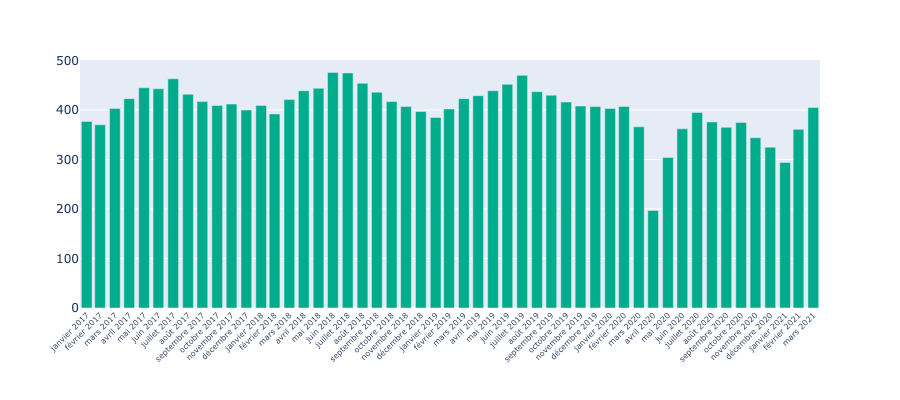 500
400
300
200
100
0
janvier 2017
février 2017
mars 2017
avril 2017
mai 2017
juin 2017
juillet 2017
août 2017
septembre 2017
octobre 2017
novembre 2017
décembre 2017
janvier 2018
février 2018
mars 2018
avril 2018
mai 2018
juin 2018
juillet 2018
août 2018
septembre 2018
octobre 2018
novembre 2018
décembre 2018
janvier 2019
février 2019
mars 2019
avril 2019
mai 2019
juin 2019
juillet 2019
août 2019
septembre 2019
octobre 2019
novembre 2019
décembre 2019
janvier 2020
février 2020
mars 2020
avril 2020
mai 2020
juin 2020
juillet 2020
août 2020
septembre 2020
octobre 2020
novembre 2020
décembre 2020
janvier 2021
février 2021
mars 2021